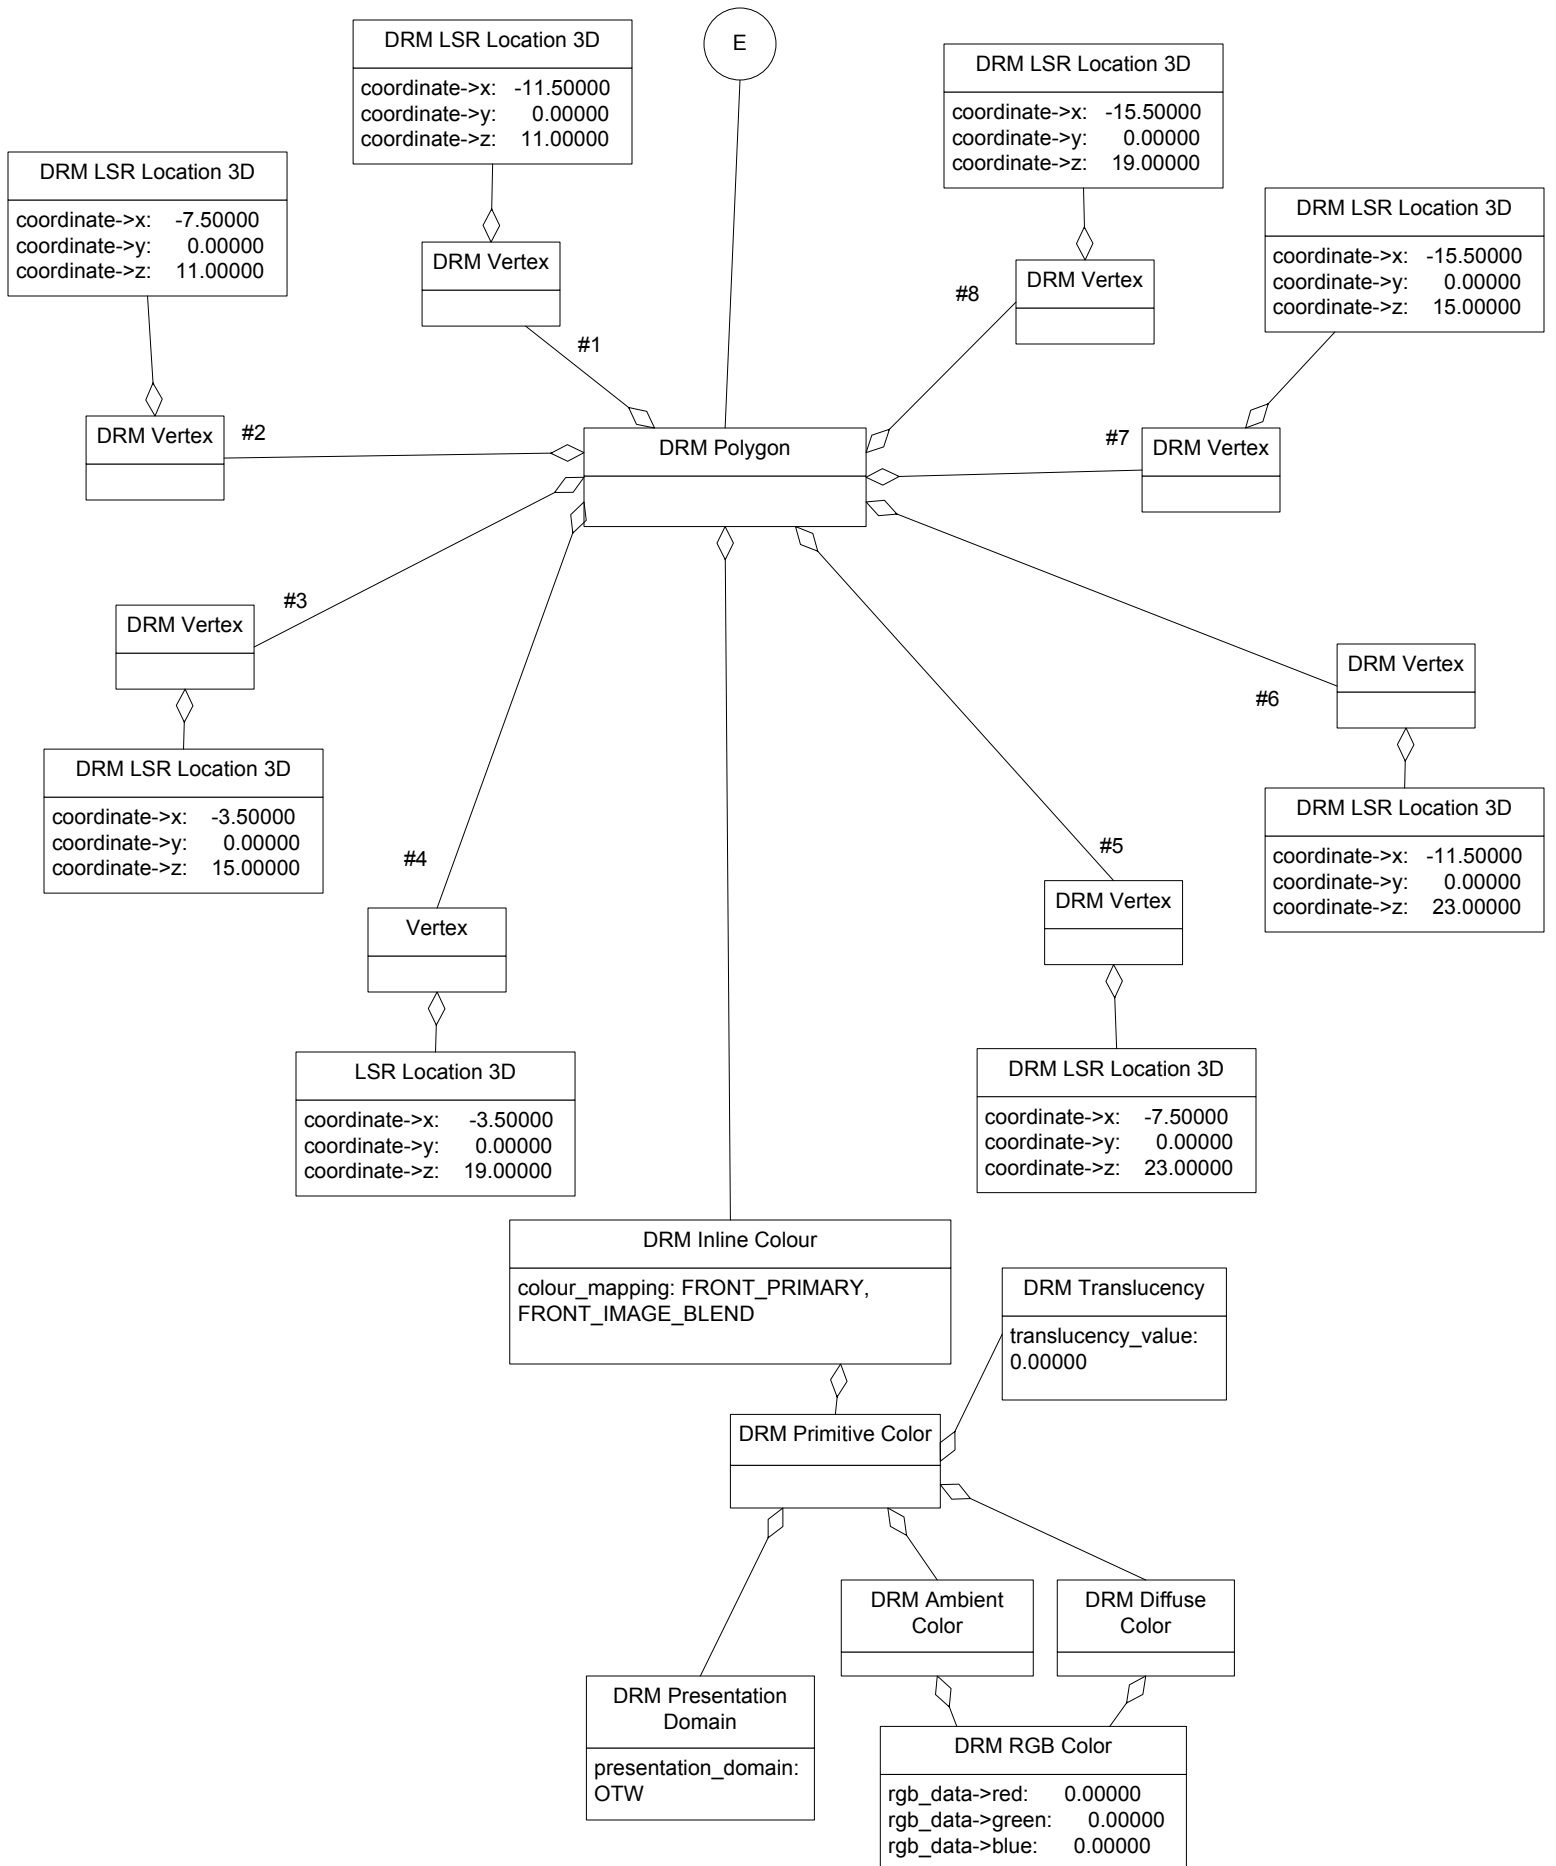 E
DRM LSR Location 3D
coordinate->x: -11.50000
coordinate->y: 0.00000
coordinate->z: 11.00000
DRM LSR Location 3D
coordinate->x: -15.50000
coordinate->y: 0.00000
coordinate->z: 19.00000
DRM LSR Location 3D
coordinate->x: -7.50000
coordinate->y: 0.00000
coordinate->z: 11.00000
DRM LSR Location 3D
coordinate->x: -15.50000
coordinate->y: 0.00000
coordinate->z: 15.00000
DRM Vertex
#1
DRM Vertex
#8
DRM Vertex
#2
DRM Polygon
#7
DRM Vertex
#3
DRM Vertex
#6
DRM Vertex
DRM LSR Location 3D
coordinate->x: -3.50000
coordinate->y: 0.00000
coordinate->z: 15.00000
DRM LSR Location 3D
coordinate->x: -11.50000
coordinate->y: 0.00000
coordinate->z: 23.00000
#4
Vertex
#5
DRM Vertex
LSR Location 3D
coordinate->x: -3.50000
coordinate->y: 0.00000
coordinate->z: 19.00000
DRM LSR Location 3D
coordinate->x: -7.50000
coordinate->y: 0.00000
coordinate->z: 23.00000
DRM Inline Colour
colour_mapping: FRONT_PRIMARY,
FRONT_IMAGE_BLEND
DRM Translucency
translucency_value:
0.00000
DRM Primitive Color
DRM Ambient
Color
DRM Diffuse
Color
DRM Presentation
Domain
presentation_domain:
OTW
DRM RGB Color
rgb_data->red: 0.00000
rgb_data->green: 0.00000
rgb_data->blue: 0.00000